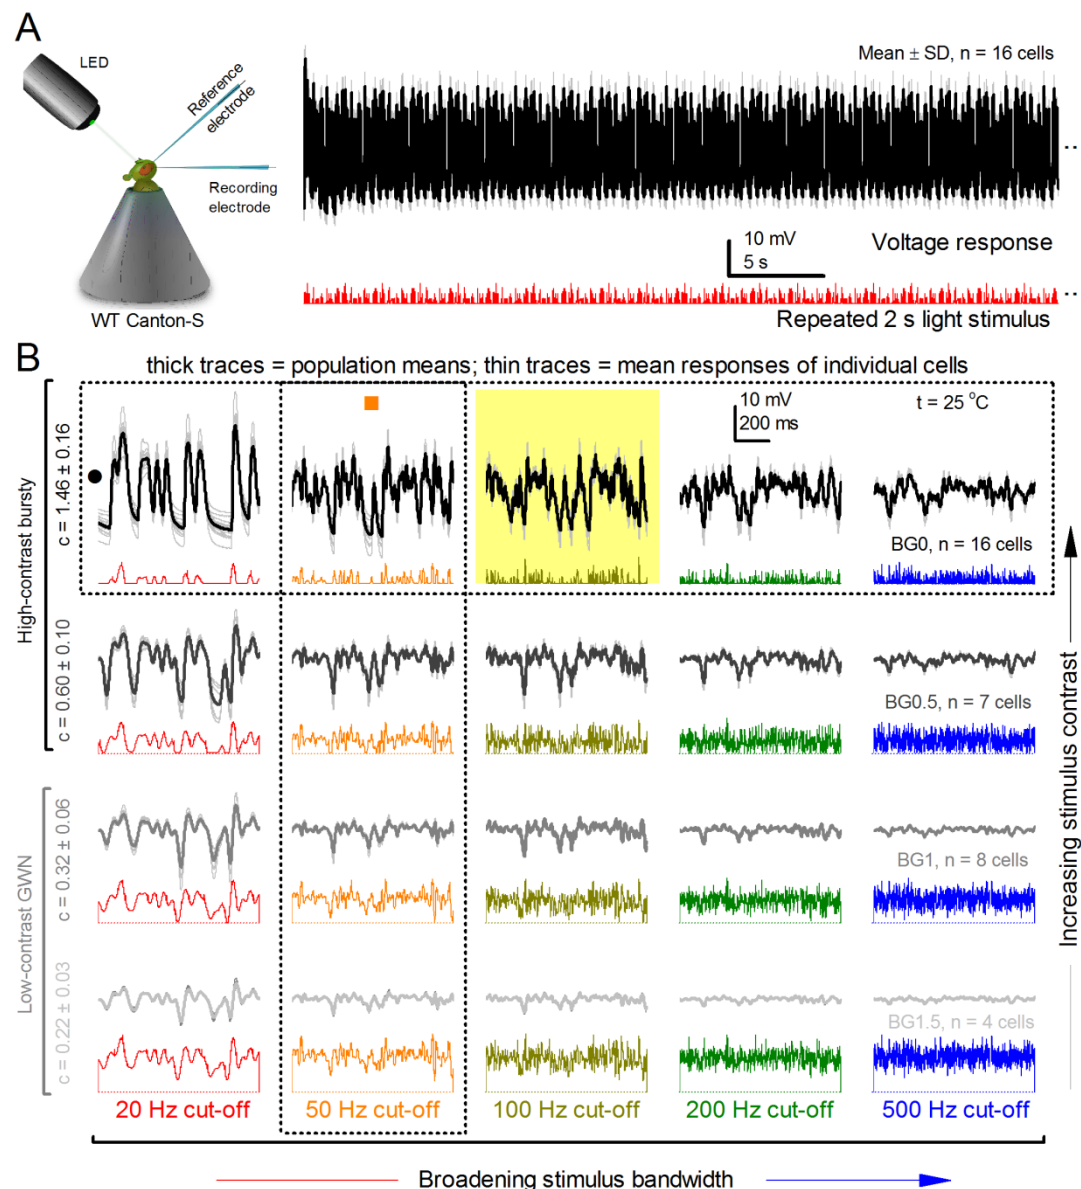 A
LED
Reference
electrode
Recording
electrode
WT Canton-S
Mean ± SD, n = 16 cells
10 mV
5 s
Voltage response
Repeated 2 s light stimulus
B
thick traces = population means; thin traces = mean responses of individual cells
High-contrast bursty
c = 1.46 ± 0.16
10 mV
200 ms
t = 25 °C
BG0, n = 16 cells
c = 0.60 ± 0.10
BG0.5, n = 7 cells
Low-contrast GWN
c = 0.32 ± 0.06
BG1, n = 8 cells
c = 0.22 ± 0.03
BG1.5, n = 4 cells
Increasing stimulus contrast
20 Hz cut-off
50 Hz cut-off
100 Hz cut-off
200 Hz cut-off
500 Hz cut-off
Broadening stimulus bandwidth